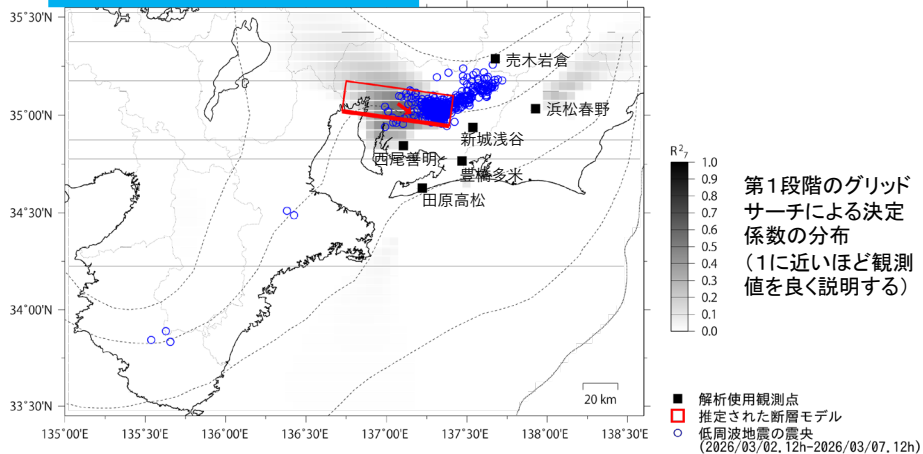 35°30'N
35°00'N
34°30'N
34°00'N
33°30'N
135°00'E
135°30'E
136°00'E
136°30'E
137°00'E
137°30'E
138°00'E
138°30'E
売木岩倉
浜松春野
新城浅谷
西尾善明
豊橋多米
田原高松
20 km
R²₇
1.0
0.9
0.8
0.7
0.6
0.5
0.4
0.3
0.2
0.1
0.0
第1段階のグリッド
サーチによる決定
係数の分布
(1に近いほど観測
値を良く説明する)
解析使用観測点
推定された断層モデル
低周波地震の震央
(2026/03/02,12h-2026/03/07,12h)